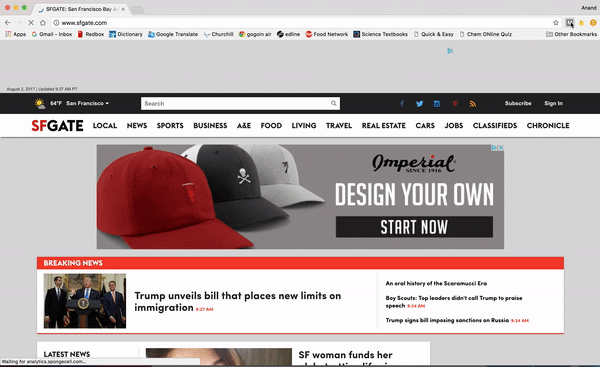 SFGATE: San Francisco Bay A
Anand
www.sfgate.com
Apps Gmail - Inbox Redbox Dictionary Google Translate Churchill gogoin air edline Food Network Science Textbooks Quick & Easy Chem Online Quiz Other Bookmarks
August 2, 2017 | Updated 9:37 AM PT
64°F San Francisco Search Subscribe Sign In
SFGATE LOCAL NEWS SPORTS BUSINESS A&E FOOD LIVING TRAVEL REAL ESTATE CARS JOBS CLASSIFIEDS CHRONICLE
Imperial
SINCE 1916
DESIGN YOUR OWN
START NOW
BREAKING NEWS
Trump unveils bill that places new limits on
immigration 9:27 AM
An oral history of the Scaramucci Era
Boy Scouts: Top leaders didn't call Trump to praise
speech 9:34 AM
Trump signs bill imposing sanctions on Russia 9:34 AM
LATEST NEWS
SF woman funds her
Waiting for analytics.spongecell.com...